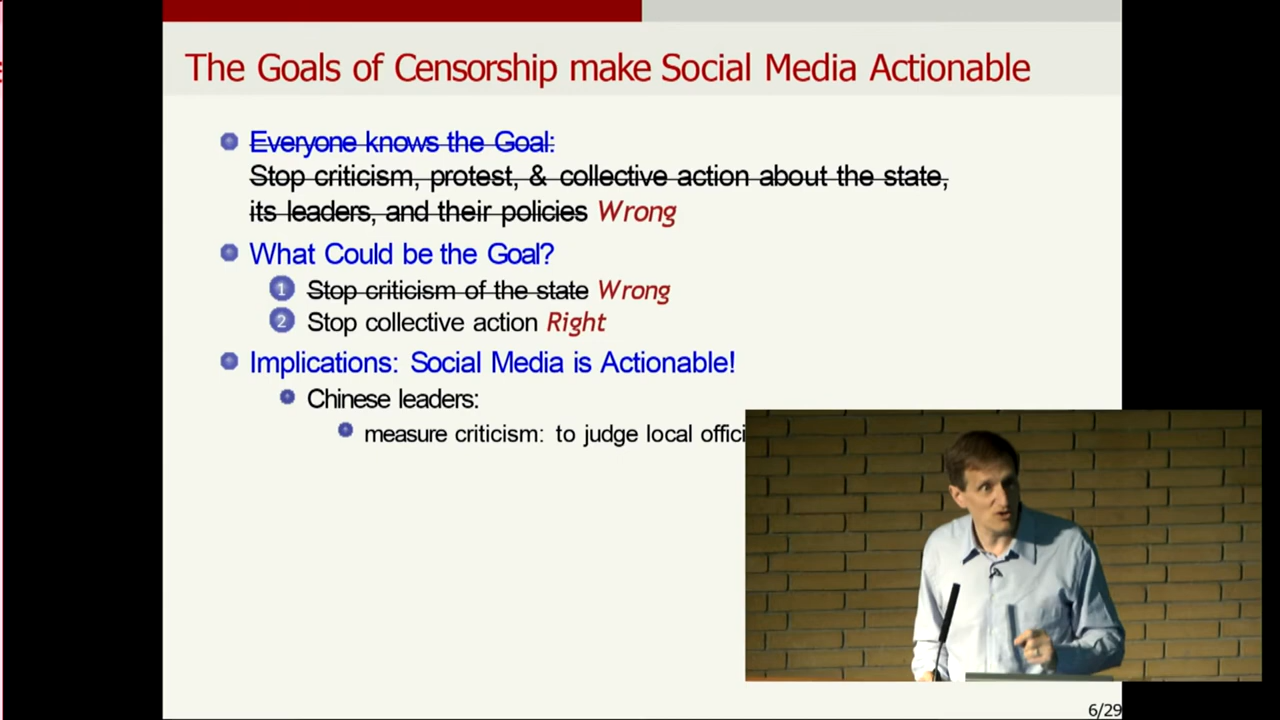 The Goals of Censorship make Social Media Actionable
Everyone knows the Goal:
Stop criticism, protest, & collective action about the state,
its leaders, and their policies Wrong
What Could be the Goal?
1 Stop criticism of the state Wrong
2 Stop collective action Right
Implications: Social Media is Actionable!
Chinese leaders:
measure criticism: to judge local offici
6/29